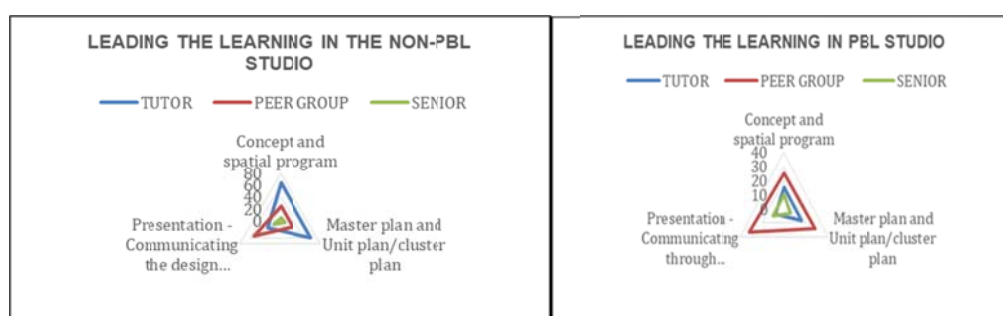 LEADING THE LEARNING IN THE NON-PBL
STUDIO
TUTOR PEER GROUP SENIOR
Concept and
spatial program
80
60
40
20
0
Presentation -
Communicating
the design...
Master plan and
Unit plan/cluster
plan
LEADING THE LEARNING IN PBL STUDIO
TUTOR PEER GROUP SENIOR
Concept and
spatial program
40
30
20
10
0
Presentation -
Communicating
through...
Master plan and
Unit plan/cluster
plan